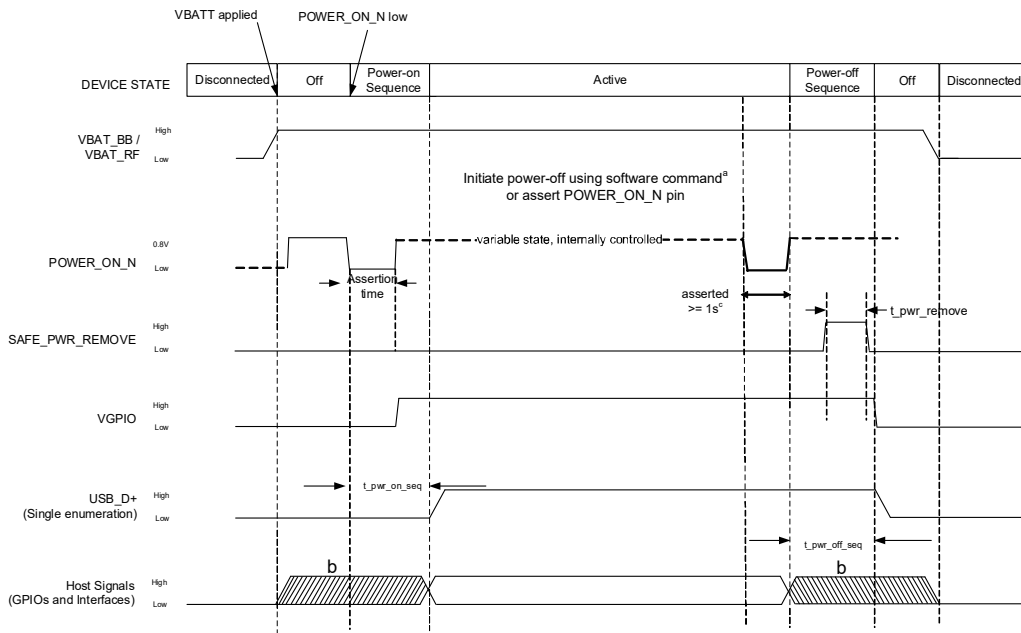 VBATT applied
POWER_ON_N low
DEVICE STATE
Disconnected
Off
Power-on
Sequence
Active
Power-off
Sequence
Off
Disconnected
VBAT_BB /
VBAT_RF
High
Low
Initiate power-off using software commandᵃ
or assert POWER_ON_N pin
POWER_ON_N
0.8V
Low
variable state, internally controlled
Assertion
time
asserted
>= 1sᶜ
t_pwr_remove
SAFE_PWR_REMOVE
High
Low
VGPIO
High
Low
t_pwr_on_seq
USB_D+
(Single enumeration)
High
Low
t_pwr_off_seq
Host Signals
(GPIOs and Interfaces)
High
Low
b
b